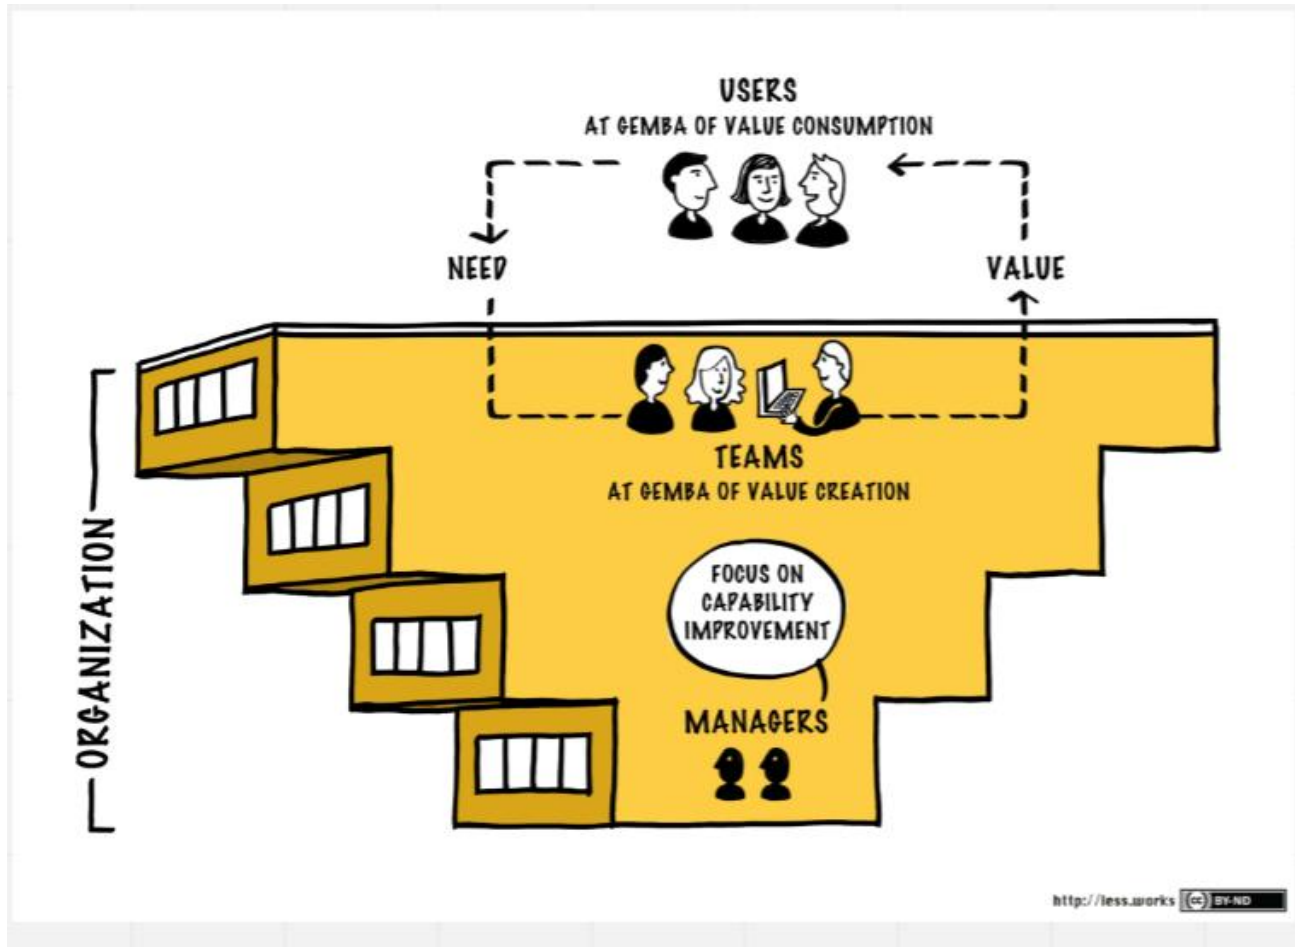 USERS
AT GEMBA OF VALUE CONSUMPTION
NEED
VALUE
TEAMS
AT GEMBA OF VALUE CREATION
FOCUS ON
CAPABILITY
IMPROVEMENT
MANAGERS
ORGANIZATION
http://less.works (cc) BY-ND